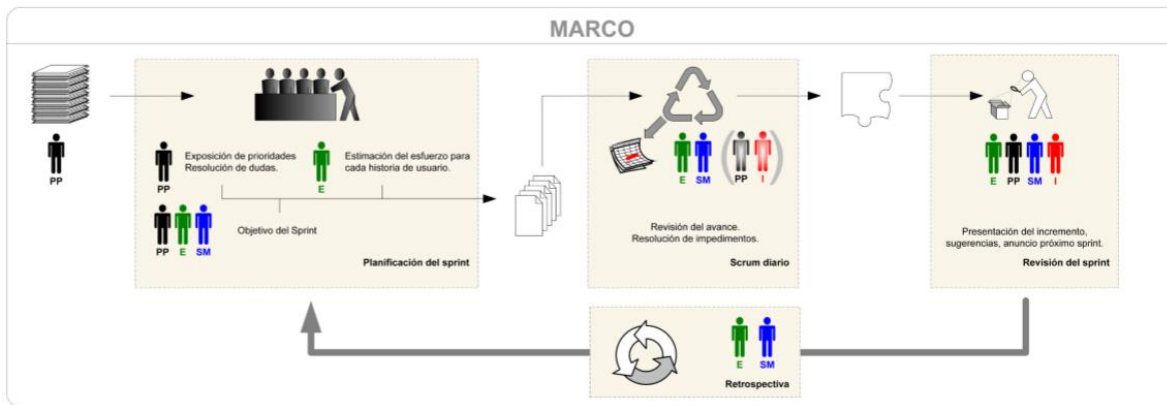 MARCO
PP
PP
Exposición de prioridades
Resolución de dudas.
E
Estimación del esfuerzo para
cada historia de usuario.
PP E SM
Objetivo del Sprint
Planificación del sprint
E SM PP I
Revisión del avance.
Resolución de impedimentos.
Scrum diario
E PP SM I
Presentación del incremento,
sugerencias, anuncio próximo sprint.
Revisión del sprint
E SM
Retrospectiva